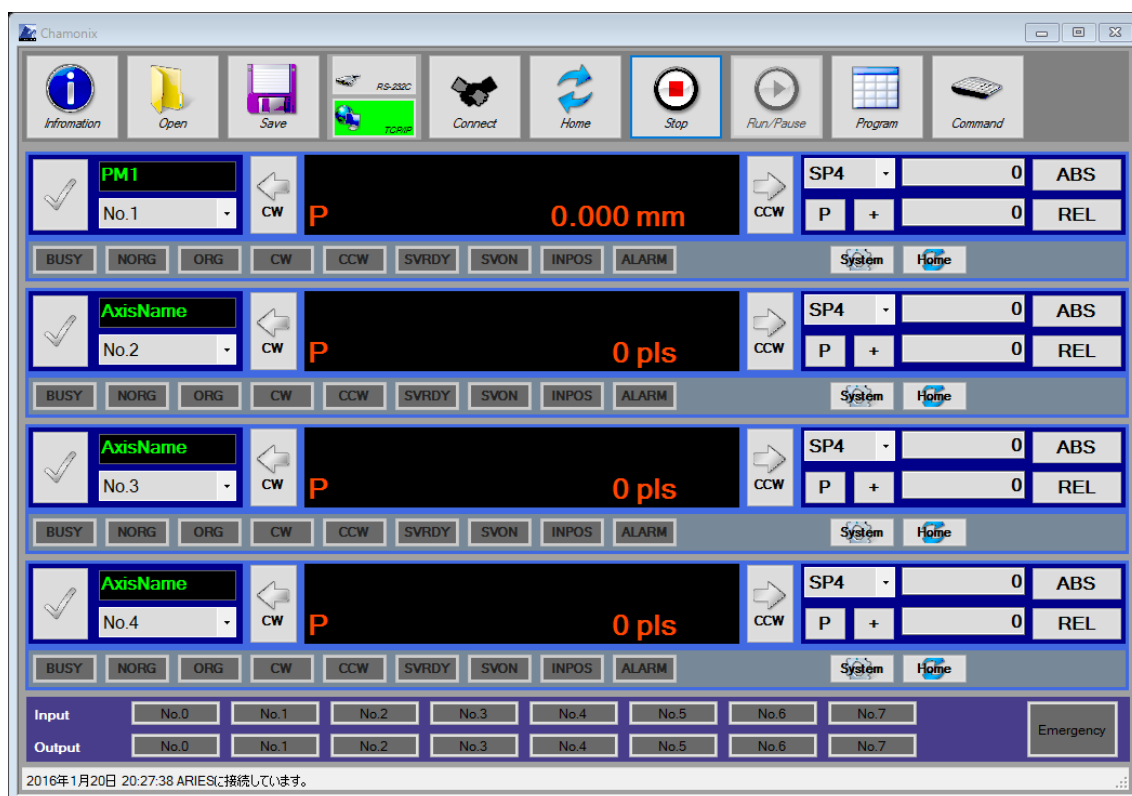 Chamonix
RS-232C
TCP/IP
Infromation Open Save Connect Home Stop Run/Pause Program Command
PM1 SP4 0 ABS
No.1 CW P 0.000 mm CCW P + 0 REL
BUSY NORG ORG CW CCW SVRDY SVON INPOS ALARM System Home
AxisName SP4 0 ABS
No.2 CW P 0 pls CCW P + 0 REL
BUSY NORG ORG CW CCW SVRDY SVON INPOS ALARM System Home
AxisName SP4 0 ABS
No.3 CW P 0 pls CCW P + 0 REL
BUSY NORG ORG CW CCW SVRDY SVON INPOS ALARM System Home
AxisName SP4 0 ABS
No.4 CW P 0 pls CCW P + 0 REL
BUSY NORG ORG CW CCW SVRDY SVON INPOS ALARM System Home
Input No.0 No.1 No.2 No.3 No.4 No.5 No.6 No.7
Emergency
Output No.0 No.1 No.2 No.3 No.4 No.5 No.6 No.7
2016年1月20日 20:27:38 ARIESに接続しています。